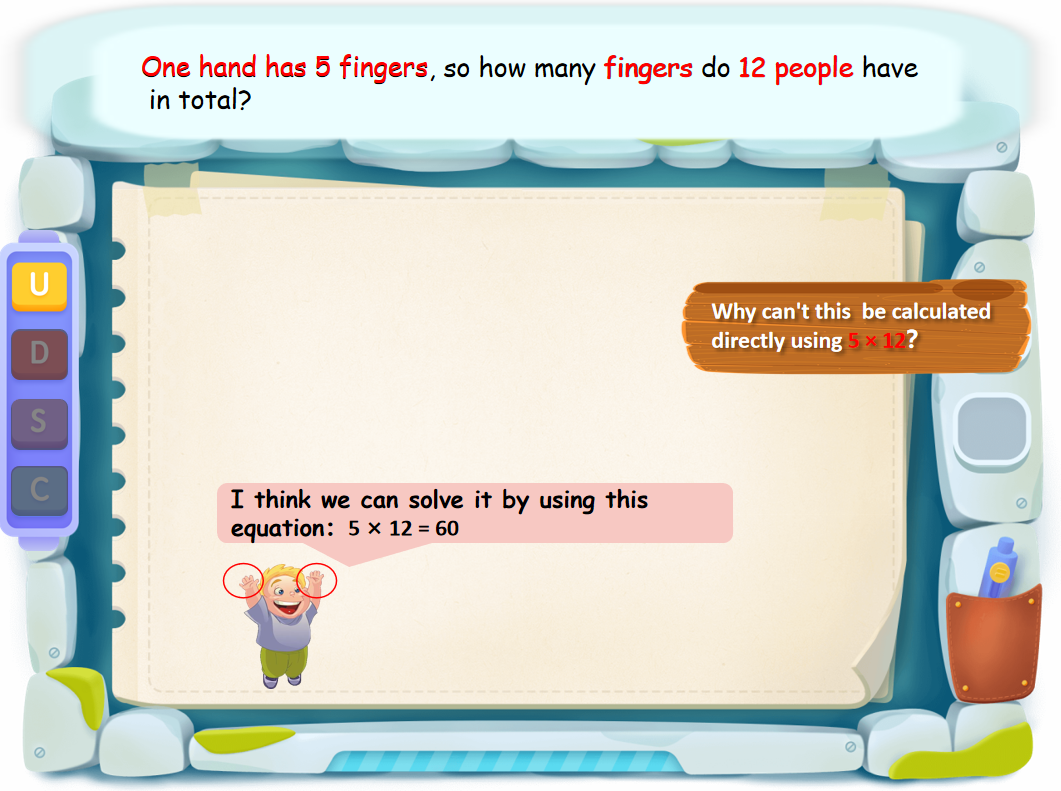 One hand has 5 fingers, so how many fingers do 12 people have
in total?
U
D
S
C
Why can't this be calculated
directly using 5 × 12?
I think we can solve it by using this
equation: 5 × 12 = 60